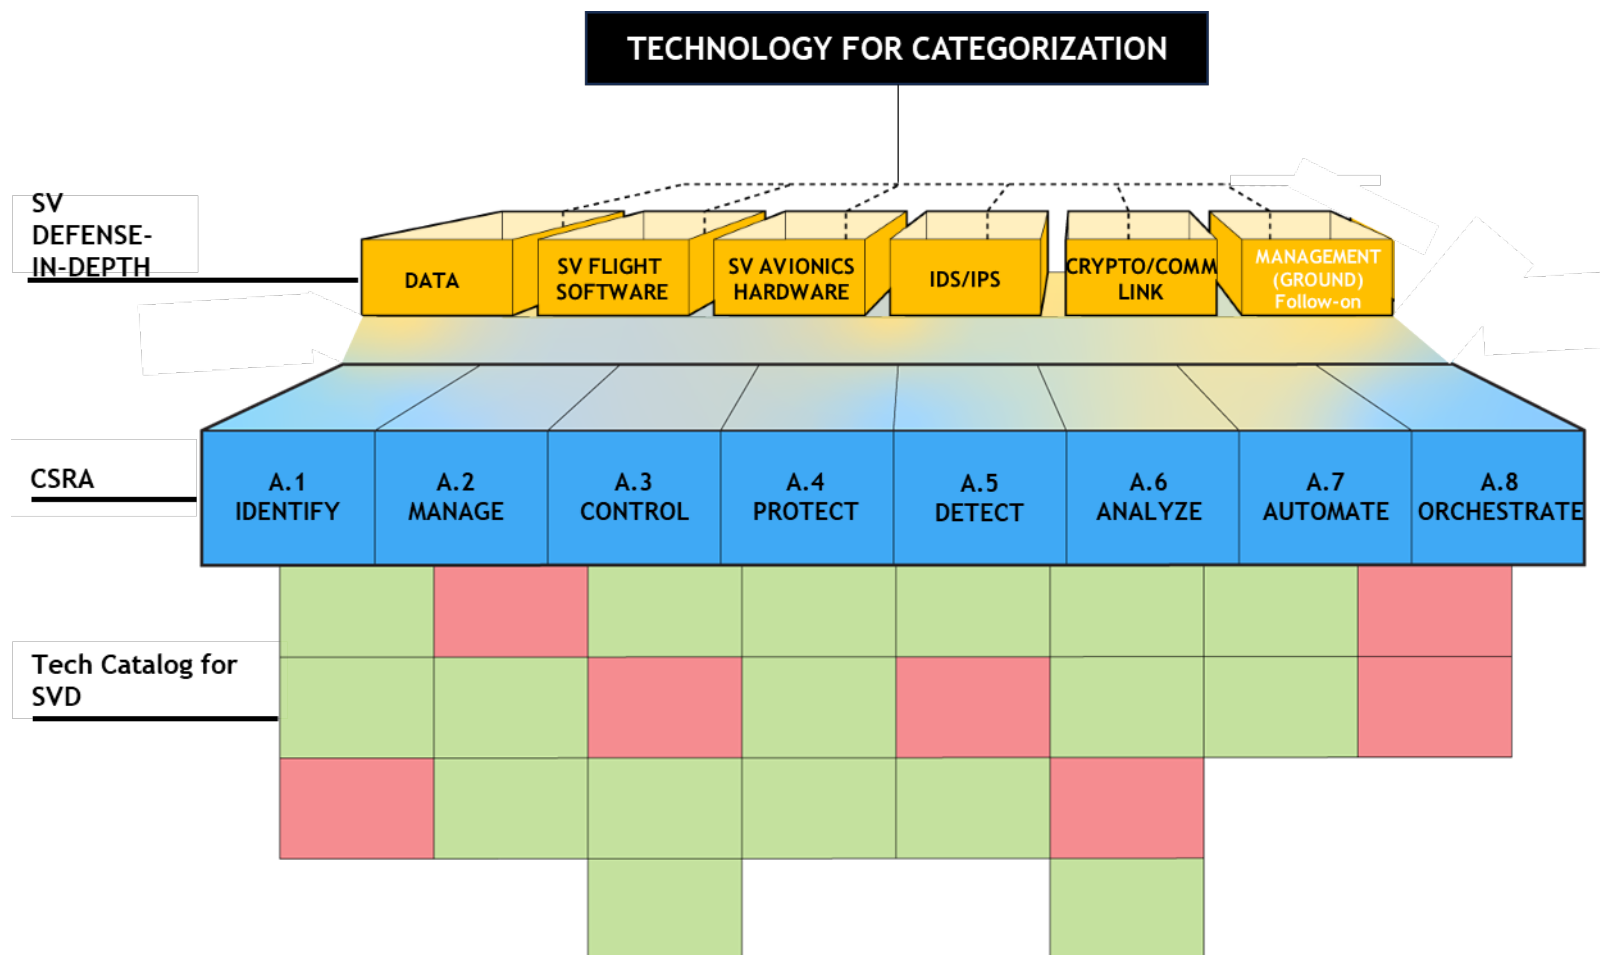 TECHNOLOGY FOR CATEGORIZATION
SV
DEFENSE-
IN-DEPTH
DATA
SV FLIGHT
SOFTWARE
SV AVIONICS
HARDWARE
IDS/IPS
CRYPTO/COMM
LINK
MANAGEMENT
(GROUND)
Follow-on
CSRA
A.1
IDENTIFY
A.2
MANAGE
A.3
CONTROL
A.4
PROTECT
A.5
DETECT
A.6
ANALYZE
A.7
AUTOMATE
A.8
ORCHESTRATE
Tech Catalog for
SVD